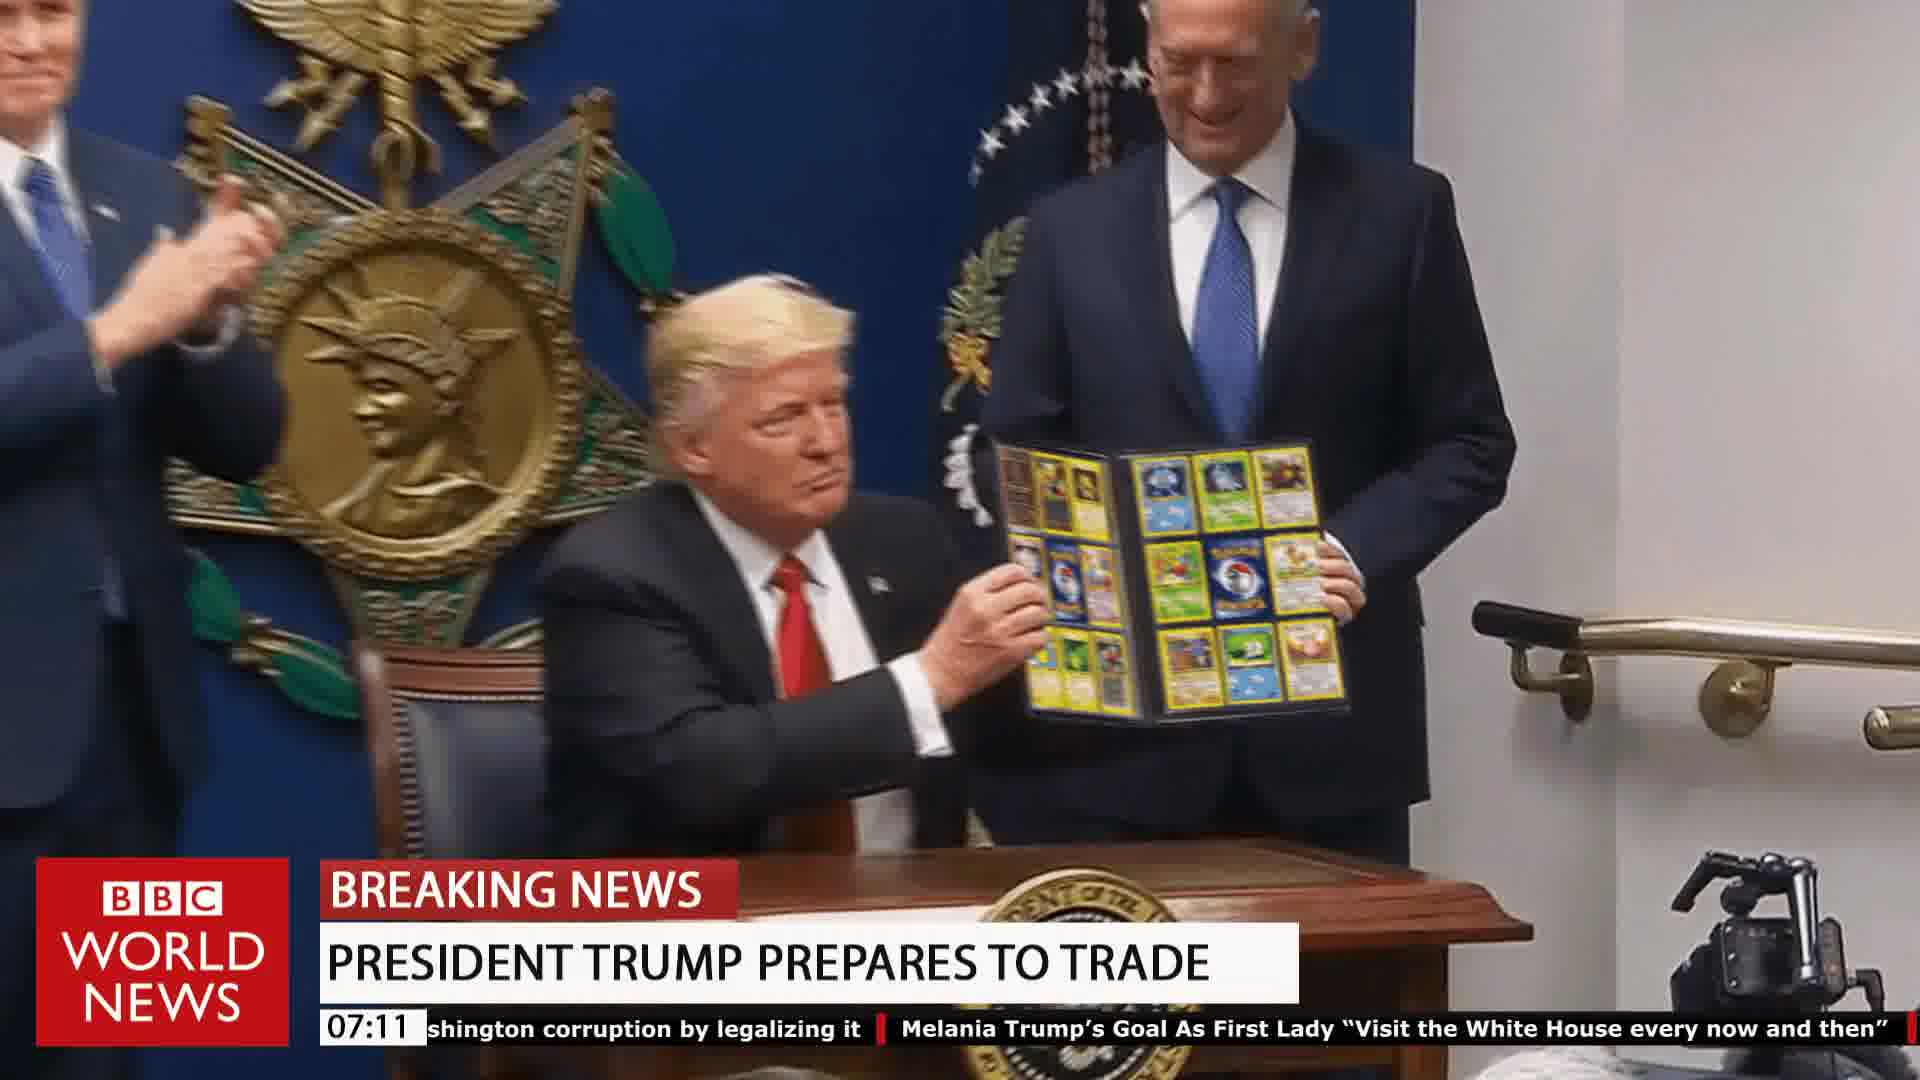 BBC
WORLD
NEWS
BREAKING NEWS
PRESIDENT TRUMP PREPARES TO TRADE
07:11
shington corruption by legalizing it
Melania Trump’s Goal As First Lady “Visit the White House every now and then”